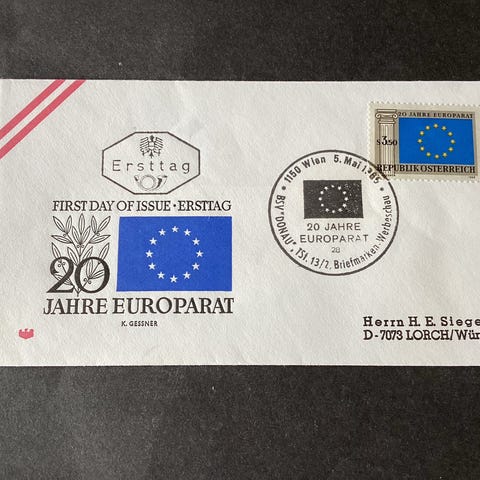 Ersttag
FIRST DAY OF ISSUE · ERSTTAG
20
JAHRE EUROPARAT
K. GESSNER
20 JAHRE EUROPARAT
S 3.50
REPUBLIK ÖSTERREICH
1150 Wien 5. Mai
BSV "DONAU", TSt. 13/2, Briefmarken-Werbeschau
20 JAHRE
EUROPARAT
Herrn H. E. Siege
D-7073 LORCH/Wür